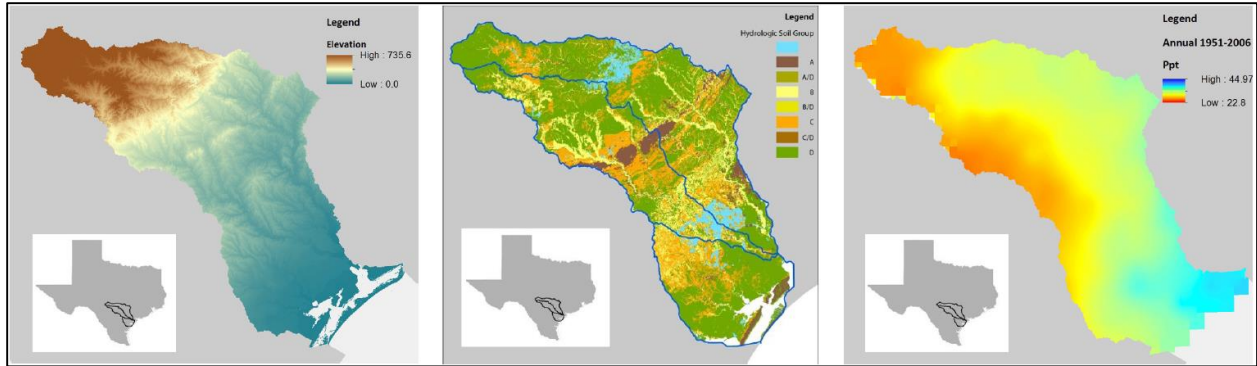 Legend
Elevation
High : 735.6
Low : 0.0
Legend
Hydrologic Soil Group
A
A/D
B
B/D
C
C/D
D
Legend
Annual 1951-2006
Ppt
High : 44.97
Low : 22.8